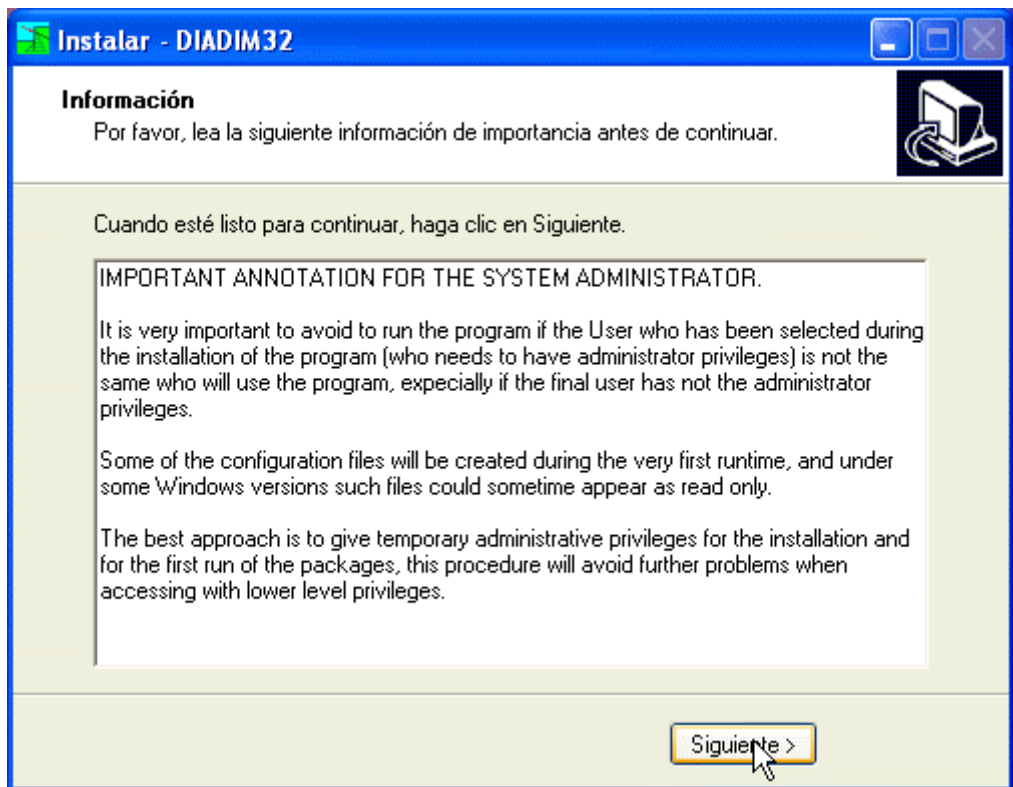 Instalar - DIADIM32
Información
Por favor, lea la siguiente información de importancia antes de continuar.
Cuando esté listo para continuar, haga clic en Siguiente.
IMPORTANT ANNOTATION FOR THE SYSTEM ADMINISTRATOR.
It is very important to avoid to run the program if the User who has been selected during
the installation of the program (who needs to have administrator privileges) is not the
same who will use the program, expecially if the final user has not the administrator
privileges.
Some of the configuration files will be created during the very first runtime, and under
some Windows versions such files could sometime appear as read only.
The best approach is to give temporary administrative privileges for the installation and
for the first run of the packages, this procedure will avoid further problems when
accessing with lower level privileges.
Siguiente >